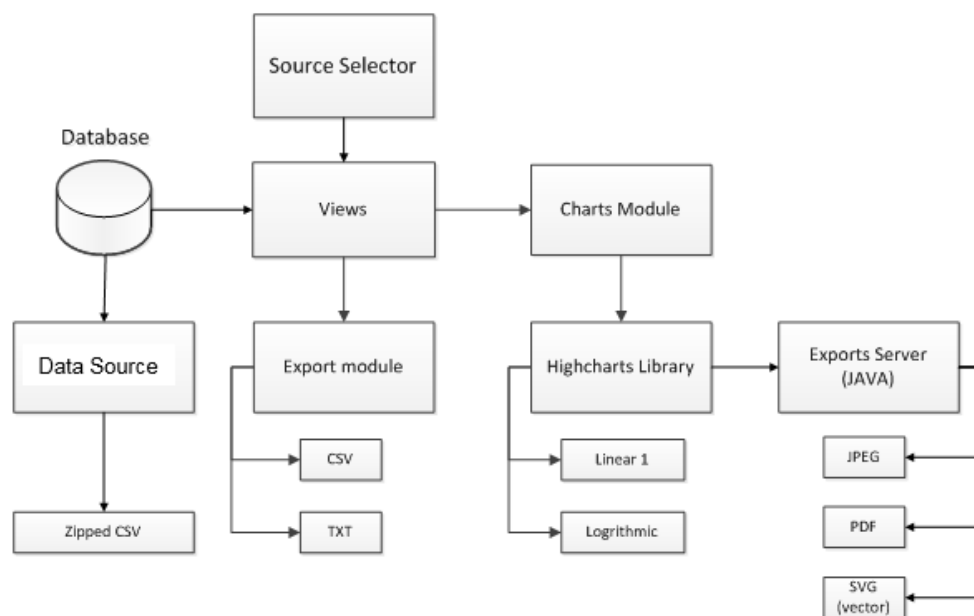 Source Selector
Database
Views
Charts Module
Data Source
Export module
Highcharts Library
Exports Server
(JAVA)
CSV
Linear 1
JPEG
Zipped CSV
TXT
Logrithmic
PDF
SVG
(vector)